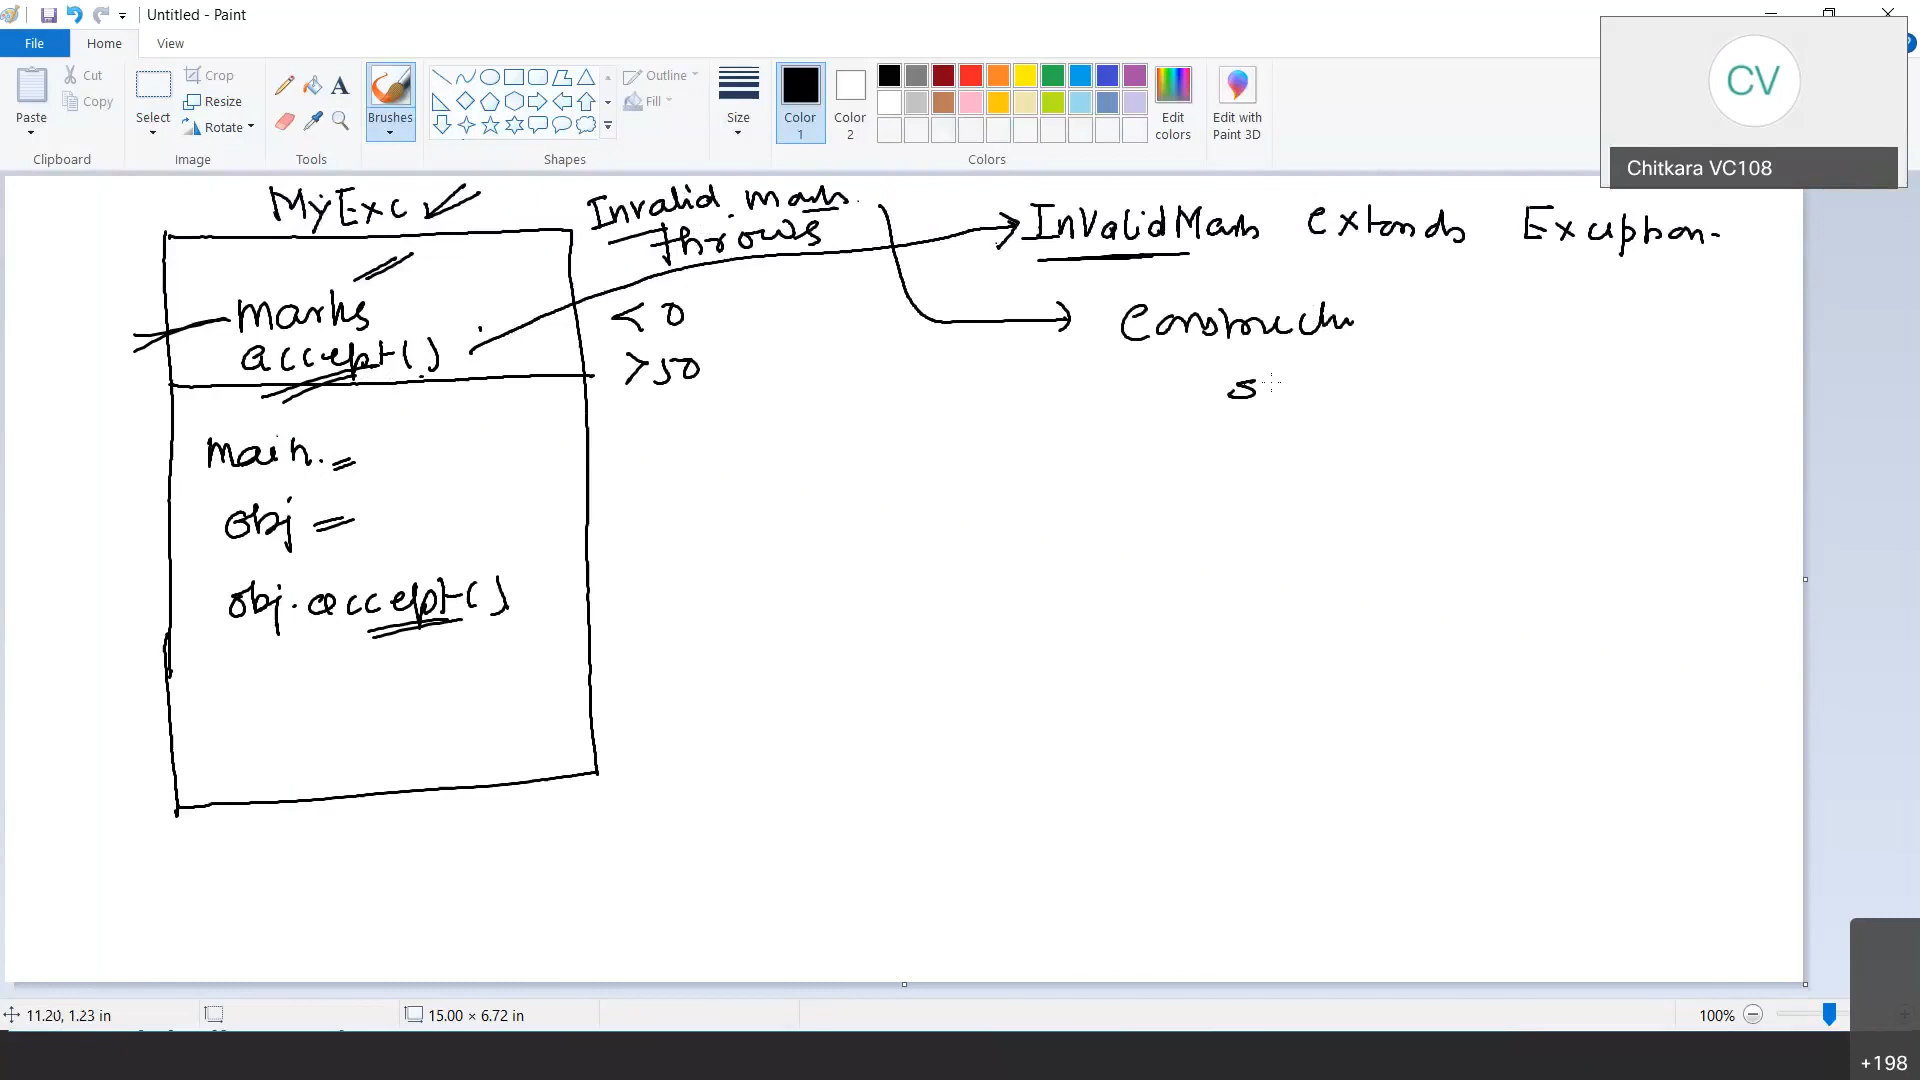 Untitled - Paint
File
Home
View
Paste
Cut
Copy
Clipboard
Select
Crop
Resize
Rotate
Image
Tools
Brushes
Shapes
Outline
Fill
Size
Color
1
Color
2
Edit
colors
Edit with
Paint 3D
Colors
CV
Chitkara VC108
MyExc
Invalid marks.
throws
InvalidMarks extends Exception.
marks
accept()
< 0
>50
Constructor
s
main.
obj =
obj.accept()
11.20, 1.23 in
15.00 × 6.72 in
100%
+198